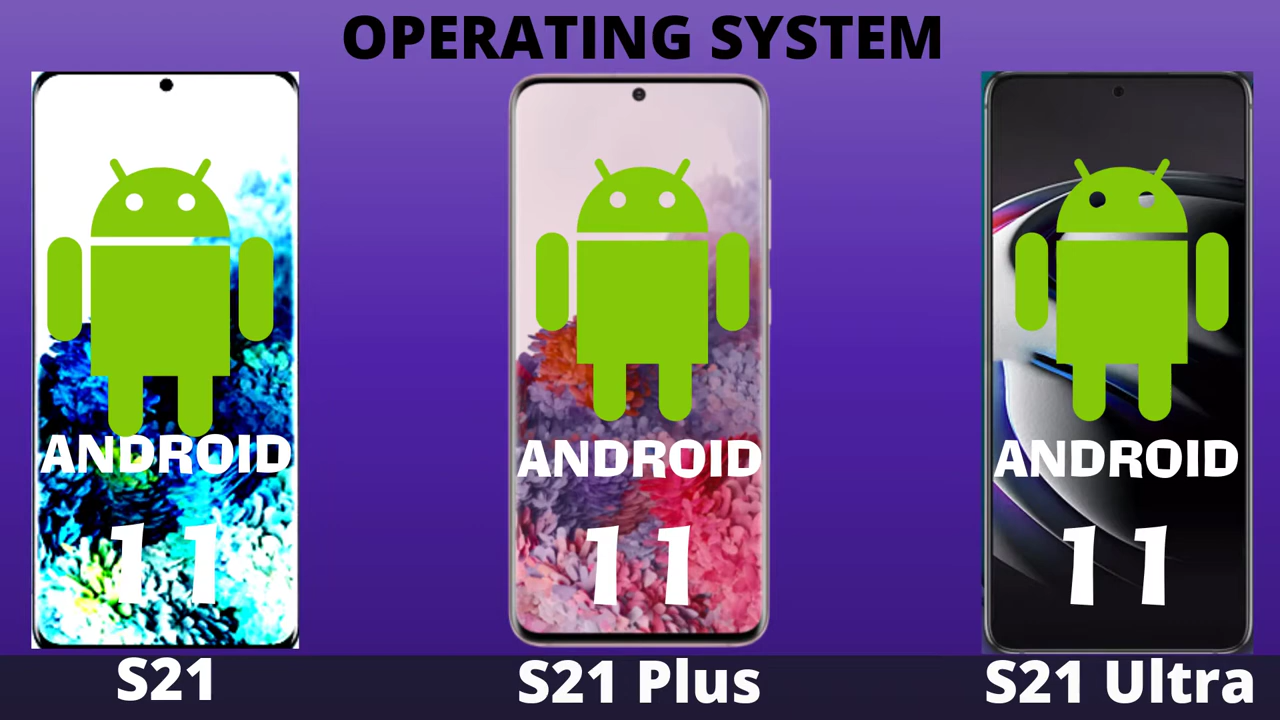 OPERATING SYSTEM
ANDROID
11
S21
ANDROID
11
S21 Plus
ANDROID
11
S21 Ultra